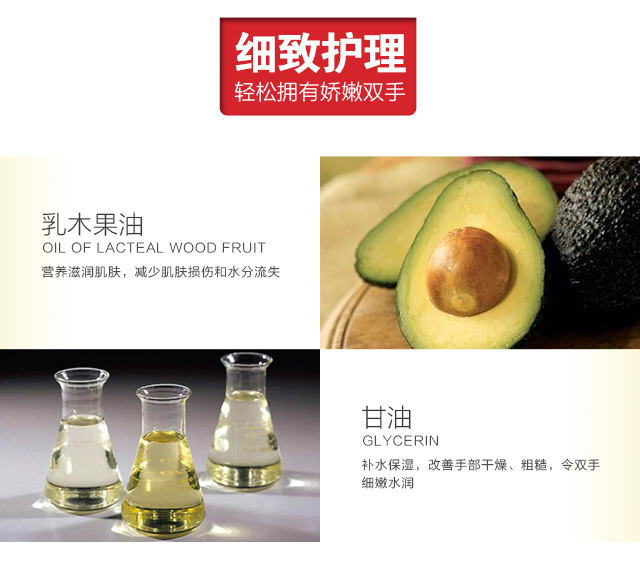 细致护理
轻松拥有娇嫩双手
乳木果油
OIL OF LACTEAL WOOD FRUIT
营养滋润肌肤，减少肌肤损伤和水分流失
甘油
GLYCERIN
补水保湿，改善手部干燥、粗糙，令双手
细嫩水润